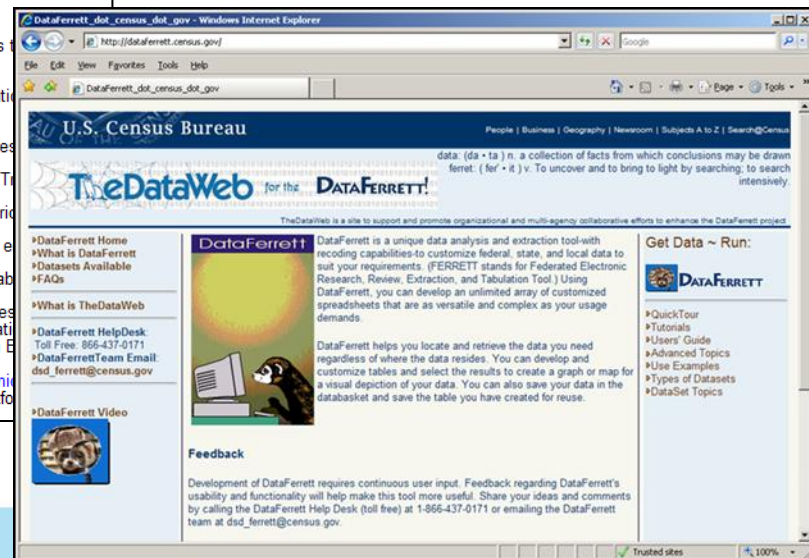 DataFerrett_dot_census_dot_gov - Windows Internet Explorer
http://dataferrett.census.gov/
Google
File Edit View Favorites Tools Help
DataFerrett_dot_census_dot_gov
Page Tools
U.S. Census Bureau
People | Business | Geography | Newsroom | Subjects A to Z | Search@Census
TheDataWeb for the DATAFERRETT!
data: (da • ta ) n. a collection of facts from which conclusions may be drawn
ferret: ( fer' • it ) v. To uncover and to bring to light by searching; to search
intensively.
TheDataWeb is a site to support and promote organizational and multi-agency collaborative efforts to enhance the DataFerrett project
DataFerrett Home
What is DataFerrett
Datasets Available
FAQs
What is TheDataWeb
DataFerrett HelpDesk:
Toll Free: 866-437-0171
DataFerrettTeam Email:
dsd_ferrett@census.gov
DataFerrett Video
DataFerrett
DataFerrett is a unique data analysis and extraction tool-with
recoding capabilities-to customize federal, state, and local data to
suit your requirements. (FERRETT stands for Federated Electronic
Research, Review, Extraction, and Tabulation Tool.) Using
DataFerrett, you can develop an unlimited array of customized
spreadsheets that are as versatile and complex as your usage
demands.
DataFerrett helps you locate and retrieve the data you need
regardless of where the data resides. You can develop and
customize tables and select the results to create a graph or map for
a visual depiction of your data. You can also save your data in the
databasket and save the table you have created for reuse.
Feedback
Development of DataFerrett requires continuous user input. Feedback regarding DataFerrett's
usability and functionality will help make this tool more useful. Share your ideas and comments
by calling the DataFerrett Help Desk (toll free) at 1-866-437-0171 or emailing the DataFerrett
team at dsd_ferrett@census.gov.
Get Data ~ Run:
DATAFERRETT
QuickTour
Tutorials
Users' Guide
Advanced Topics
Use Examples
Types of Datasets
DataSet Topics
Trusted sites
100%